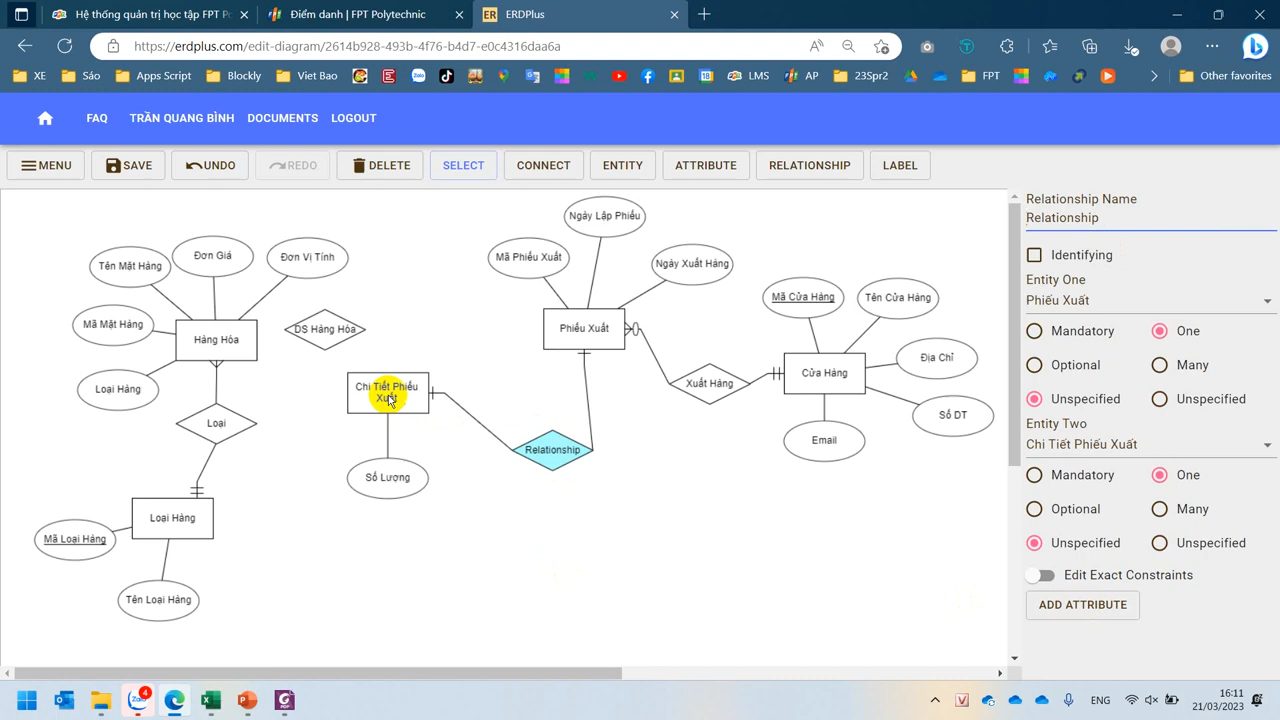 Hệ thống quản trị học tập FPT Po
Điểm danh | FPT Polytechnic
ER
ERDPlus
https://erdplus.com/edit-diagram/2614b928-493b-4f76-b4d7-e0c4316daa6a
XE
Sáo
Apps Script
Blockly
Viet Bao
LMS
AP
23Spr2
FPT
Other favorites
FAQ
TRẦN QUANG BÌNH
DOCUMENTS
LOGOUT
MENU
SAVE
UNDO
REDO
DELETE
SELECT
CONNECT
ENTITY
ATTRIBUTE
RELATIONSHIP
LABEL
Relationship Name
Relationship
Identifying
Entity One
Phiếu Xuất
Mandatory
One
Optional
Many
Unspecified
Entity Two
Chi Tiết Phiếu Xuất
Mandatory
One
Optional
Many
Unspecified
Unspecified
Edit Exact Constraints
ADD ATTRIBUTE
Ngày Lập Phiếu
Mã Phiếu Xuất
Ngày Xuất Hàng
Tên Mặt Hàng
Đơn Giá
Đơn Vị Tính
Mã Mặt Hàng
Hàng Hóa
DS Hàng Hóa
Phiếu Xuất
Mã Cửa Hàng
Tên Cửa Hàng
Loại Hàng
Chi Tiết Phiếu
Xuất
Xuất Hàng
Cửa Hàng
Địa Chỉ
Số DT
Loại
Relationship
Email
Số Lượng
Loại Hàng
Mã Loại Hàng
Tên Loại Hàng
4
ENG
16:11
21/03/2023